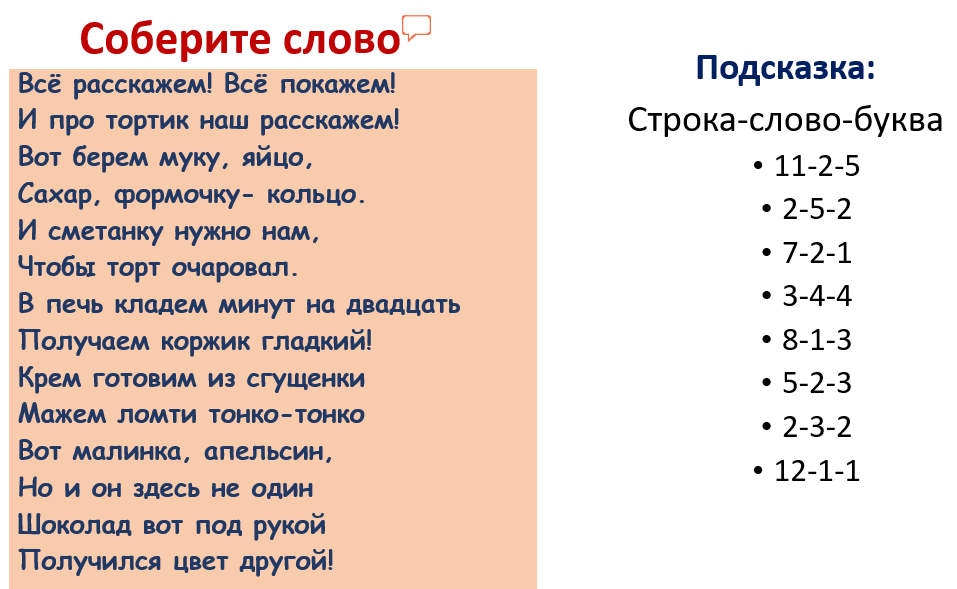 Соберите слово
Всё расскажем! Всё покажем!
И про тортик наш расскажем!
Вот берем муку, яйцо,
Сахар, формочку- кольцо.
И сметанку нужно нам,
Чтобы торт очаровал.
В печь кладем минут на двадцать
Получаем коржик гладкий!
Крем готовим из сгущенки
Мажем ломти тонко-тонко
Вот малинка, апельсин,
Но и он здесь не один
Шоколад вот под рукой
Получился цвет другой!
Подсказка:
Строка-слово-буква
• 11-2-5
• 2-5-2
• 7-2-1
• 3-4-4
• 8-1-3
• 5-2-3
• 2-3-2
• 12-1-1